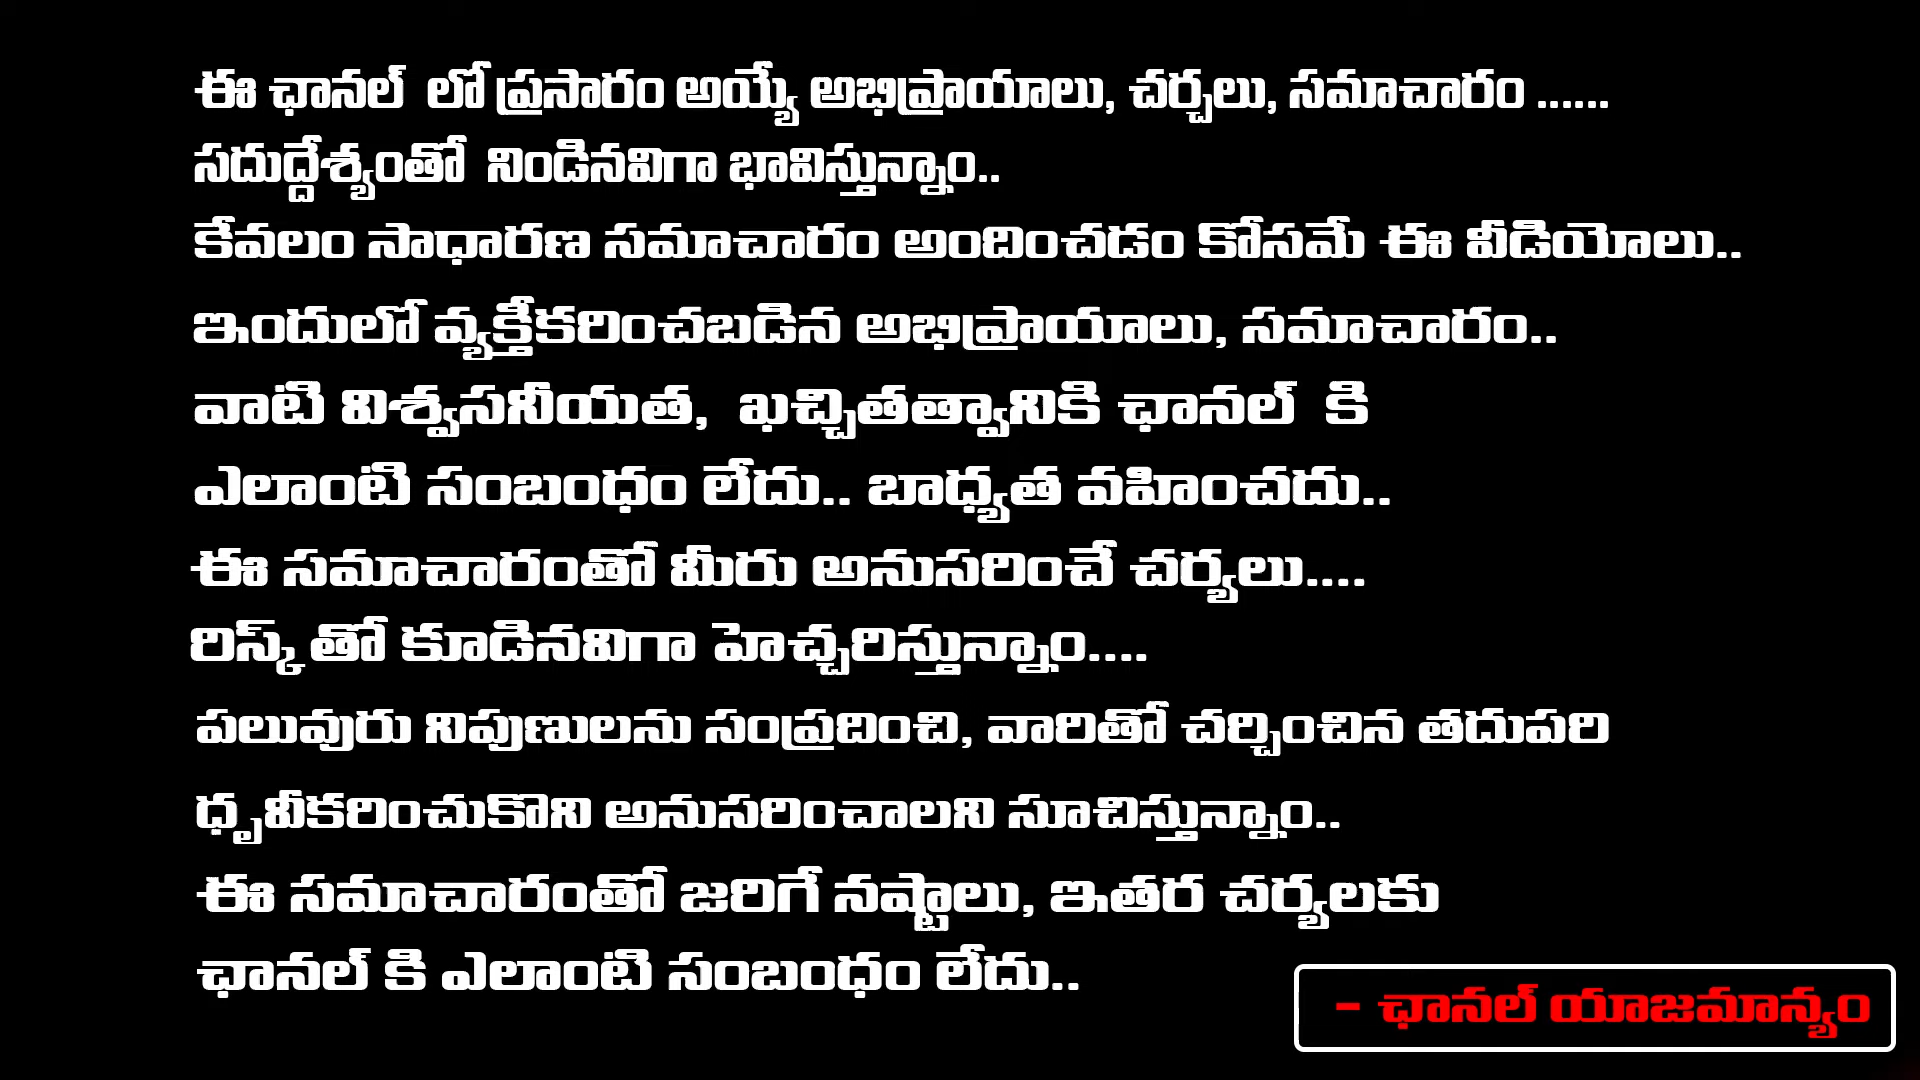 ఈ ఛానల్ లో ప్రసారం అయ్యే అభిప్రాయాలు, చర్చలు, సమాచారం ......
సదుద్దేశ్యంతో నిండినవిగా భావిస్తున్నాం..
కేవలం సాధారణ సమాచారం అందించడం కోసమే ఈ వీడియోలు..
ఇందులో వ్యక్తీకరించబడిన అభిప్రాయాలు, సమాచారం..
వాటి విశ్వసనీయత, ఖచ్చితత్వానికి ఛానల్ కి
ఎలాంటి సంబంధం లేదు.. బాధ్యత వహించదు..
ఈ సమాచారంతో మీరు అనుసరించే చర్యలు....
రిస్క్ తో కూడినవిగా హెచ్చరిస్తున్నాం....
పలువురు నిపుణులను సంప్రదించి, వారితో చర్చించిన తదుపరి
ధృవీకరించుకొని అనుసరించాలని సూచిస్తున్నాం..
ఈ సమాచారంతో జరిగే నష్టాలు, ఇతర చర్యలకు
ఛానల్ కి ఎలాంటి సంబంధం లేదు..
- ఛానల్ యాజమాన్యం